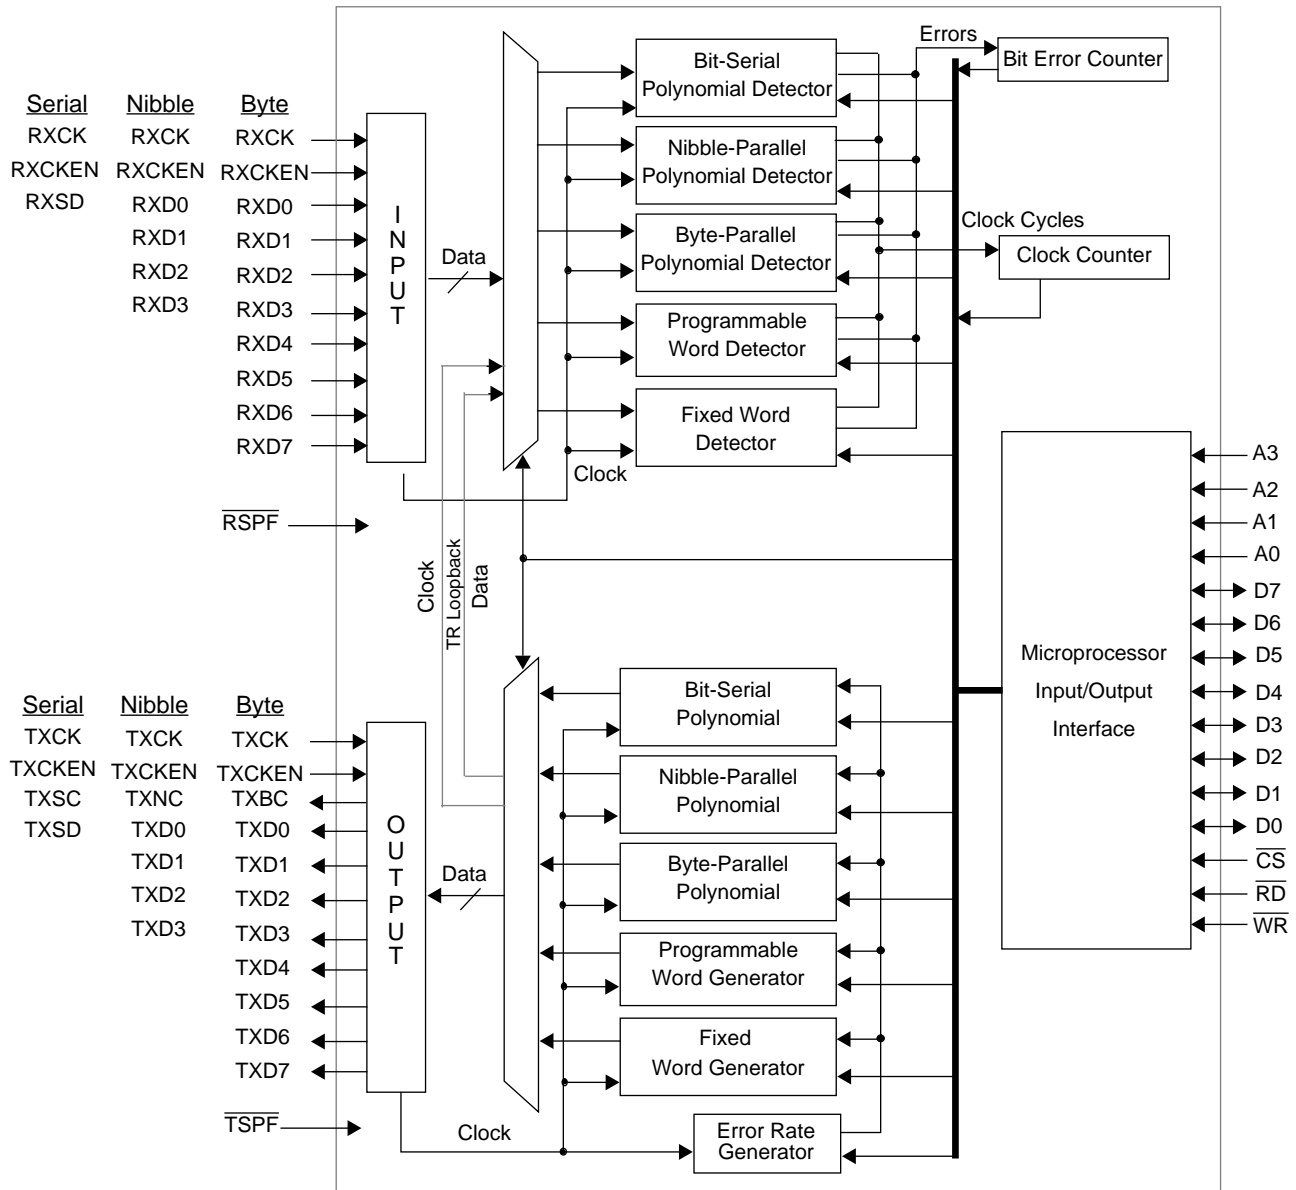 Errors
Bit Error Counter
Bit-Serial
Polynomial Detector
Serial Nibble Byte
RXCK RXCK RXCK
RXCKEN RXCKEN RXCKEN
RXSD RXD0 RXD0
RXD1 RXD1
RXD2 RXD2
RXD3 RXD3
RXD4
RXD5
RXD6
RXD7
RSPF
INPUT
Data
Nibble-Parallel
Polynomial Detector
Byte-Parallel
Polynomial Detector
Programmable
Word Detector
Fixed Word
Detector
Clock
Clock Cycles
Clock Counter
Clock
TR Loopback
Data
Microprocessor
Input/Output
Interface
A3
A2
A1
A0
D7
D6
D5
D4
D3
D2
D1
D0
CS
RD
WR
Serial Nibble Byte
TXCK TXCK TXCK
TXCKEN TXCKEN TXCKEN
TXSC TXNC TXBC
TXSD TXD0 TXD0
TXD1 TXD1
TXD2 TXD2
TXD3 TXD3
TXD4
TXD5
TXD6
TXD7
TSPF
OUTPUT
Data
Bit-Serial
Polynomial
Nibble-Parallel
Polynomial
Byte-Parallel
Polynomial
Programmable
Word Generator
Fixed
Word Generator
Clock
Error Rate
Generator